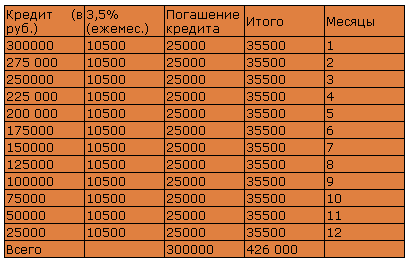 Кредит (в руб.) 3,5% (ежемес.) Погашение кредита Итого Месяцы
300000 10500 25000 35500 1
275 000 10500 25000 35500 2
250000 10500 25000 35500 3
225 000 10500 25000 35500 4
200 000 10500 25000 35500 5
175000 10500 25000 35500 6
150000 10500 25000 35500 7
125000 10500 25000 35500 8
100000 10500 25000 35500 9
75000 10500 25000 35500 10
50000 10500 25000 35500 11
25000 10500 25000 35500 12
Всего 300000 426 000